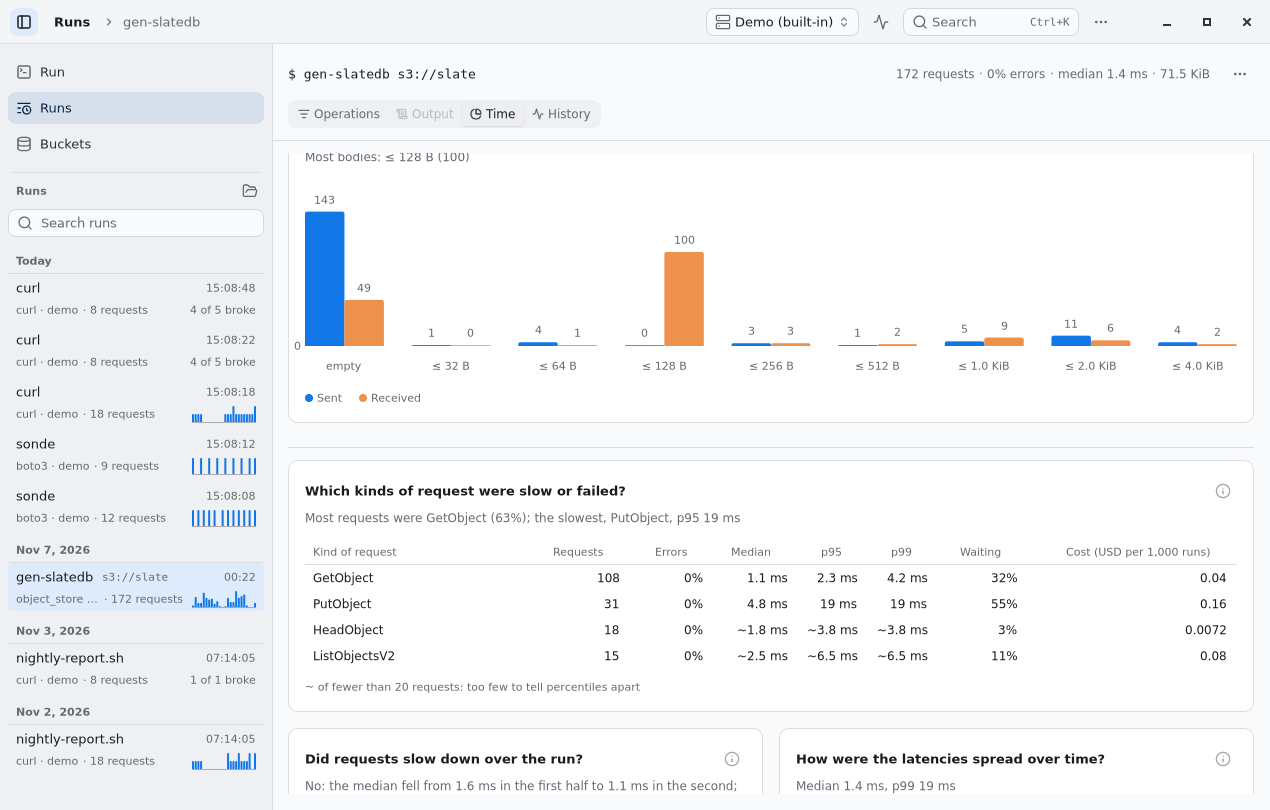 Runs > gen-slatedb
Demo (built-in)
Search Ctrl+K
Run
Runs
Buckets
Runs
Search runs
Today
curl 15:08:48
curl · demo · 8 requests 4 of 5 broke
curl 15:08:22
curl · demo · 8 requests 4 of 5 broke
curl 15:08:18
curl · demo · 18 requests
sonde 15:08:12
boto3 · demo · 9 requests
sonde 15:08:08
boto3 · demo · 12 requests
Nov 7, 2026
gen-slatedb s3://slate 00:22
object_store ... · 172 requests
Nov 3, 2026
nightly-report.sh 07:14:05
curl · demo · 8 requests 1 of 1 broke
Nov 2, 2026
nightly-report.sh 07:14:05
curl · demo · 18 requests
$ gen-slatedb s3://slate
172 requests · 0% errors · median 1.4 ms · 71.5 KiB
Operations Output Time History
Most bodies: ≤ 128 B (100)
143 49 1 0 4 1 0 100 3 3 1 2 5 9 11 6 4 2
0
empty ≤ 32 B ≤ 64 B ≤ 128 B ≤ 256 B ≤ 512 B ≤ 1.0 KiB ≤ 2.0 KiB ≤ 4.0 KiB
Sent Received
Which kinds of request were slow or failed?
Most requests were GetObject (63%); the slowest, PutObject, p95 19 ms
Kind of request Requests Errors Median p95 p99 Waiting Cost (USD per 1,000 runs)
GetObject 108 0% 1.1 ms 2.3 ms 4.2 ms 32% 0.04
PutObject 31 0% 4.8 ms 19 ms 19 ms 55% 0.16
HeadObject 18 0% ~1.8 ms ~3.8 ms ~3.8 ms 3% 0.0072
ListObjectsV2 15 0% ~2.5 ms ~6.5 ms ~6.5 ms 11% 0.08
~ of fewer than 20 requests: too few to tell percentiles apart
Did requests slow down over the run?
No: the median fell from 1.6 ms in the first half to 1.1 ms in the second;
How were the latencies spread over time?
Median 1.4 ms, p99 19 ms